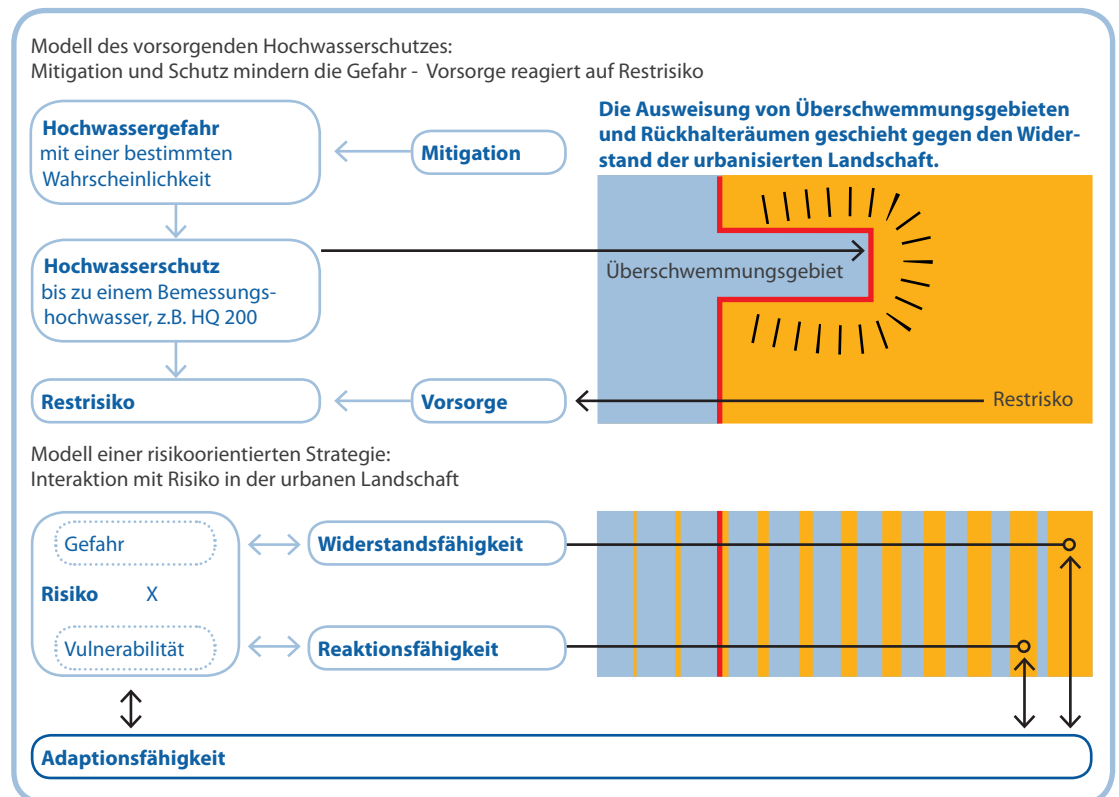 Modell des vorsorgenden Hochwasserschutzes:
Mitigation und Schutz mindern die Gefahr - Vorsorge reagiert auf Restrisiko
Hochwassergefahr
mit einer bestimmten
Wahrscheinlichkeit
Mitigation
Hochwasserschutz
bis zu einem Bemessungs-
hochwasser, z.B. HQ 200
Restrisiko
Vorsorge
Die Ausweisung von Überschwemmungsgebieten
und Rückhalteräumen geschieht gegen den Wider-
stand der urbanisierten Landschaft.
Überschwemmungsgebiet
Restrisko
Modell einer risikoorientierten Strategie:
Interaktion mit Risiko in der urbanen Landschaft
Gefahr
Widerstandsfähigkeit
Risiko X
Vulnerabilität
Reaktionsfähigkeit
Adaptionsfähigkeit